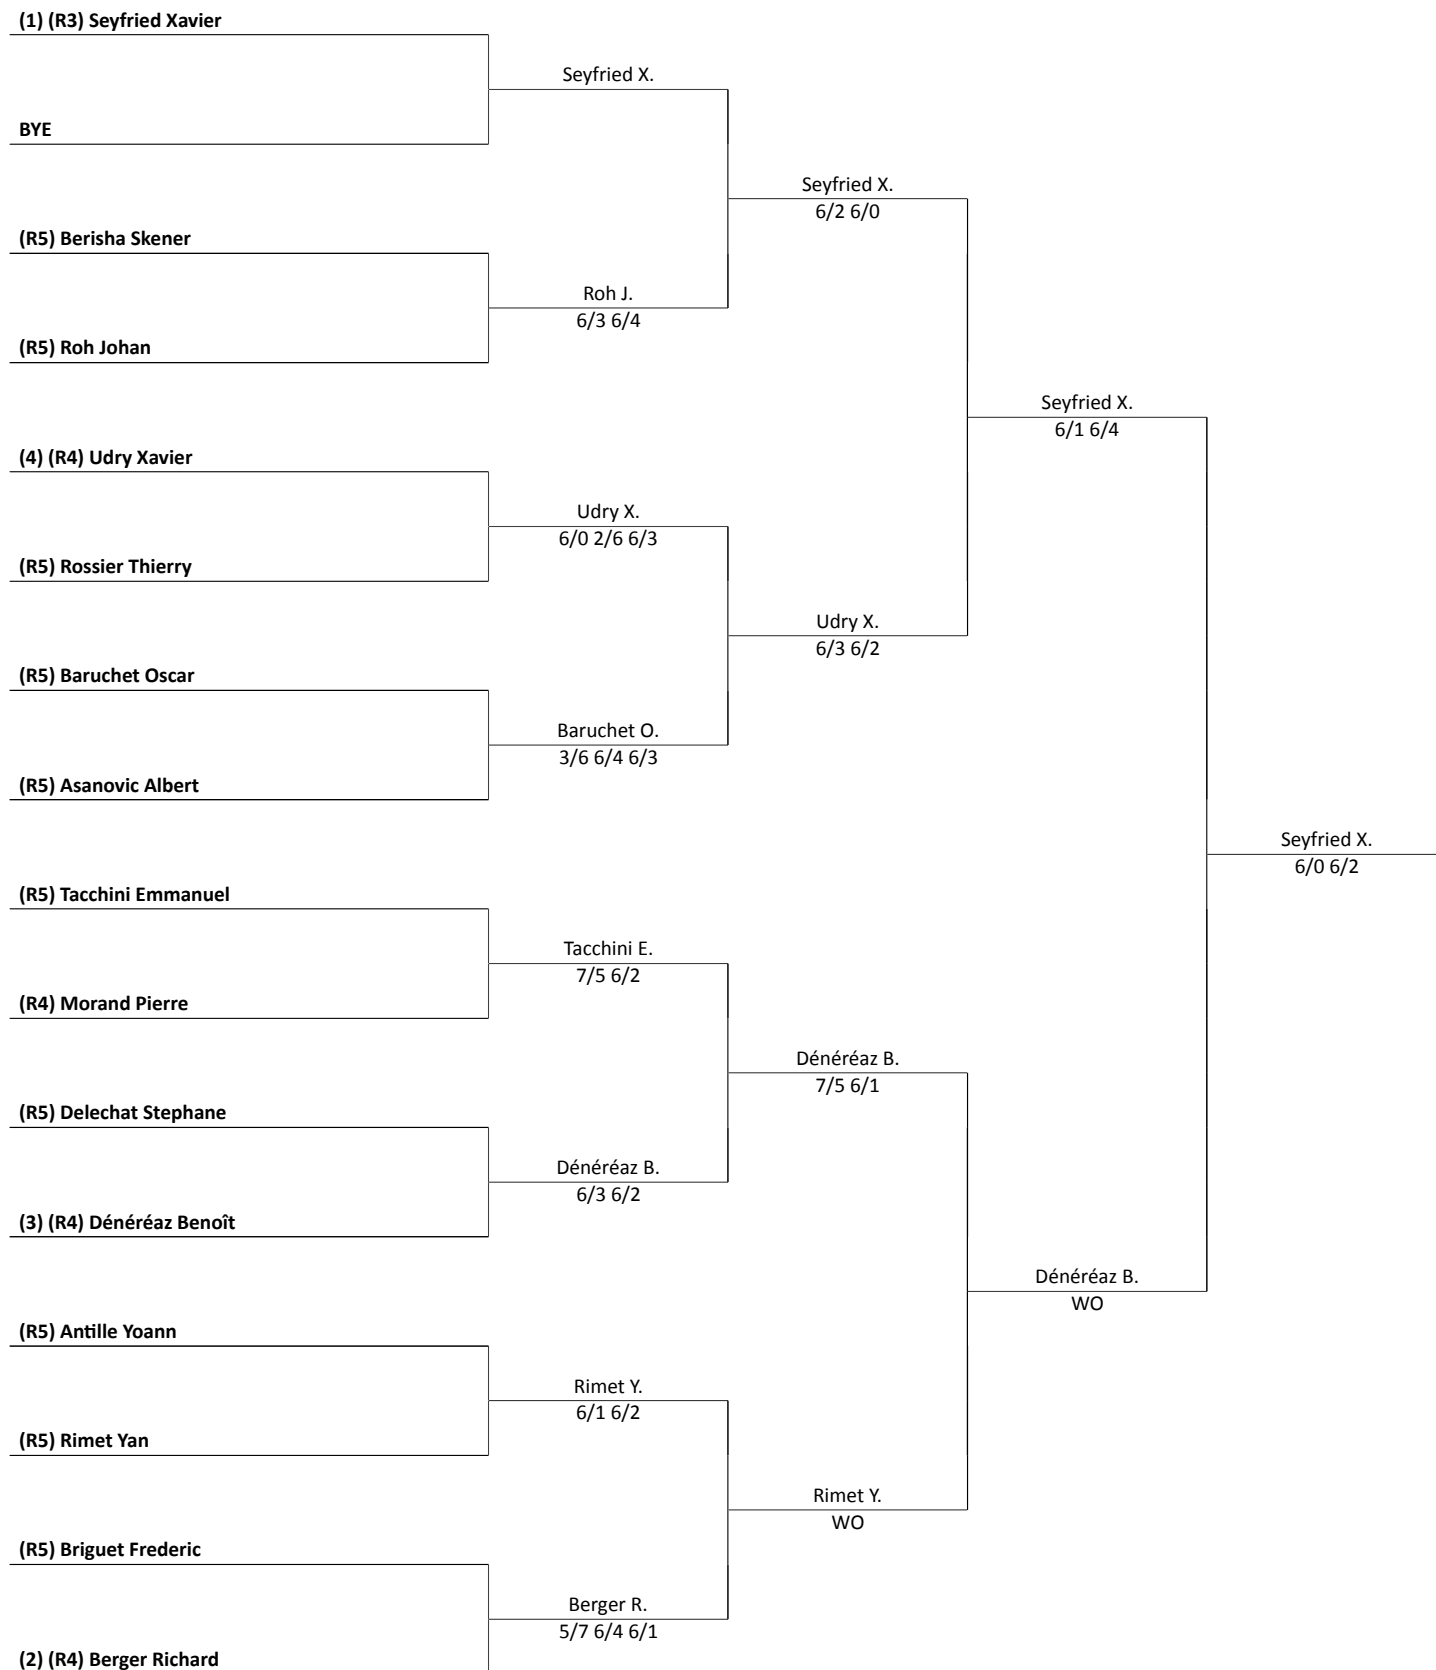 (1) (R3) Seyfried Xavier
Seyfried X.
BYE
Seyfried X.
6/2 6/0
(R5) Berisha Skener
Roh J.
6/3 6/4
(R5) Roh Johan
Seyfried X.
6/1 6/4
(4) (R4) Udry Xavier
Udry X.
6/0 2/6 6/3
(R5) Rossier Thierry
Udry X.
6/3 6/2
(R5) Baruchet Oscar
Baruchet O.
3/6 6/4 6/3
(R5) Asanovic Albert
Seyfried X.
6/0 6/2
(R5) Tacchini Emmanuel
Tacchini E.
7/5 6/2
(R4) Morand Pierre
Dénéréaz B.
7/5 6/1
(R5) Delechat Stephane
Dénéréaz B.
6/3 6/2
(3) (R4) Dénéréaz Benoît
Dénéréaz B.
WO
(R5) Antille Yoann
Rimet Y.
6/1 6/2
(R5) Rimet Yan
Rimet Y.
WO
(R5) Briguet Frederic
Berger R.
5/7 6/4 6/1
(2) (R4) Berger Richard